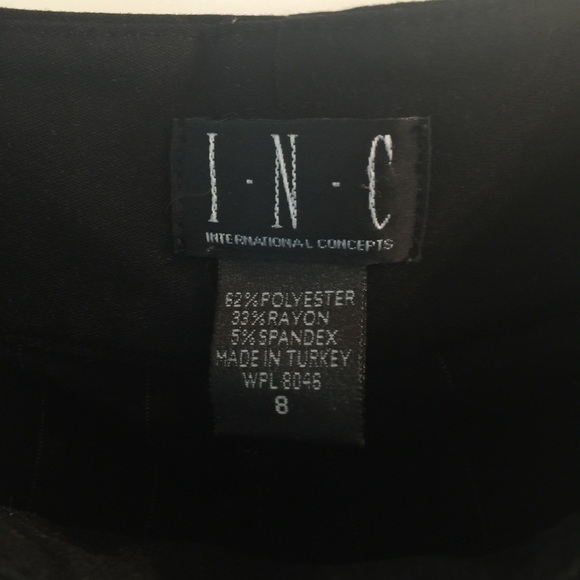 I·N·C
INTERNATIONAL CONCEPTS
62% POLYESTER
33% RAYON
5% SPANDEX
MADE IN TURKEY
WPL 8046
8